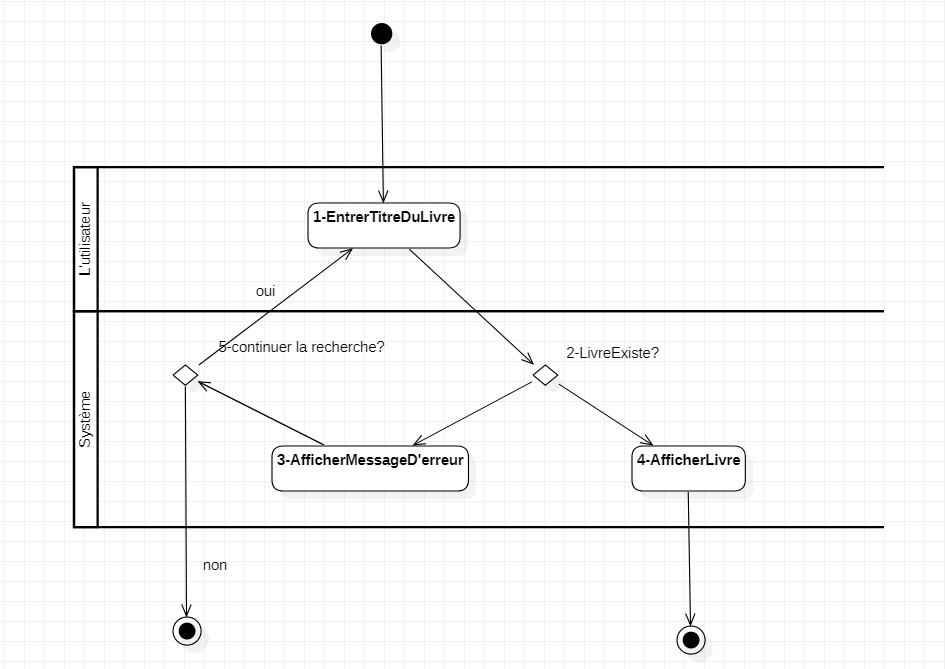 L'utilisateur
1-EntrerTitreDuLivre
oui
Système
5-continuer la recherche?
2-LivreExiste?
3-AfficherMessageD'erreur
4-AfficherLivre
non